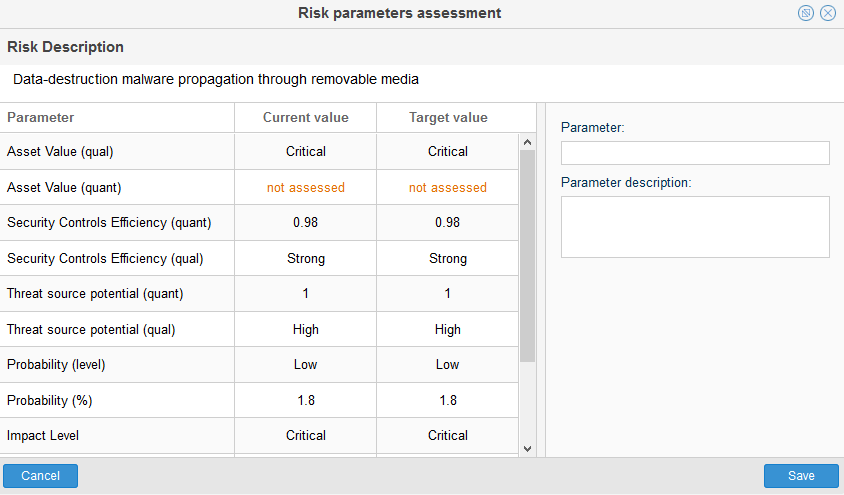 Risk parameters assessment
Risk Description
Data-destruction malware propagation through removable media
Parameter Current value Target value
Asset Value (qual) Critical Critical
Asset Value (quant) not assessed not assessed
Security Controls Efficiency (quant) 0.98 0.98
Security Controls Efficiency (qual) Strong Strong
Threat source potential (quant) 1 1
Threat source potential (qual) High High
Probability (level) Low Low
Probability (%) 1.8 1.8
Impact Level Critical Critical
Parameter:
Parameter description:
Cancel Save